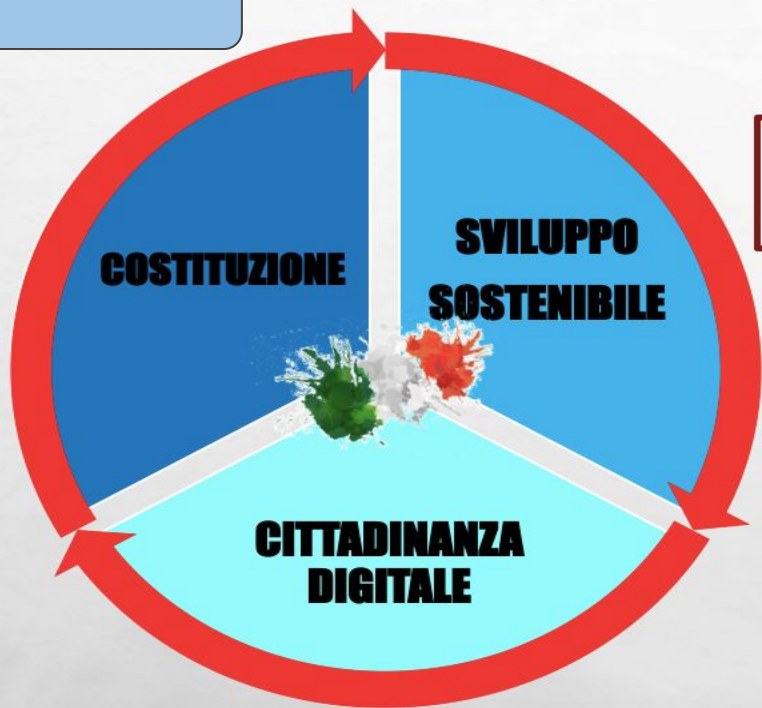 COSTITUZIONE
SVILUPPO
SOSTENIBILE
CITTADINANZA
DIGITALE